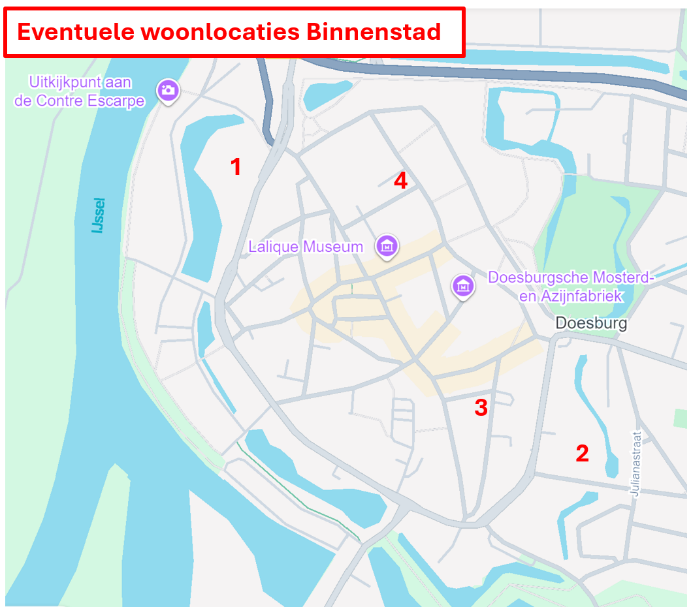 Eventuele woonlocaties Binnenstad
Uitkijkpunt aan
de Contre Escarpe
1
4
IJssel
Lalique Museum
Doesburgsche Mosterd-
en Azijnfabriek
Doesburg
3
2
Julianastraat